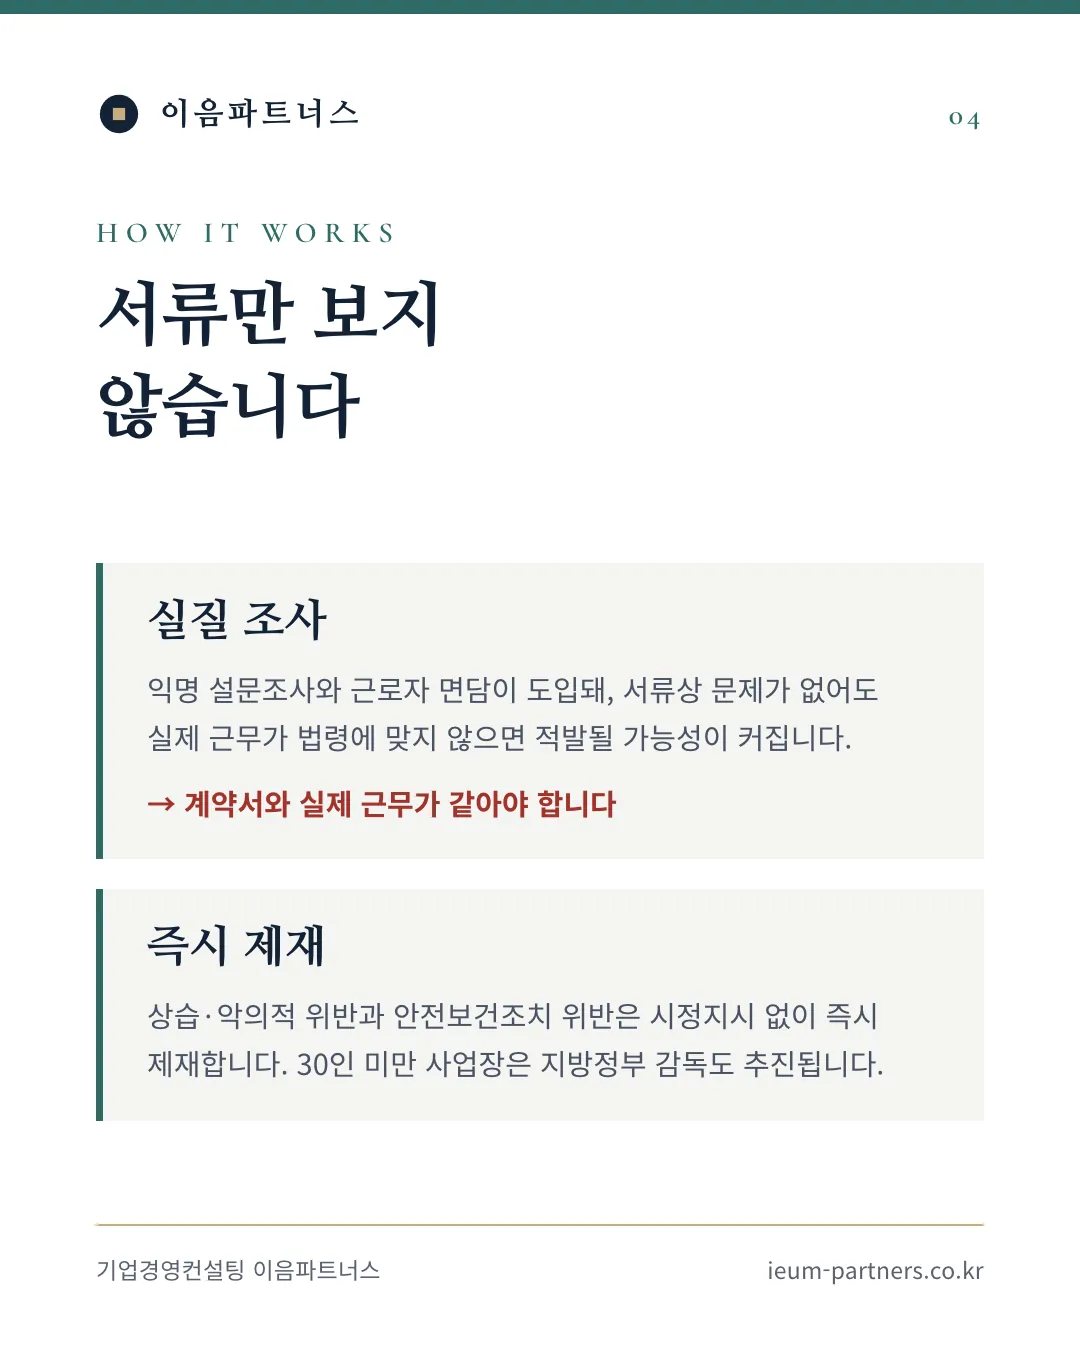 이음파트너스
04
HOW IT WORKS
서류만 보지
않습니다
실질 조사
익명 설문조사와 근로자 면담이 도입돼, 서류상 문제가 없어도
실제 근무가 법령에 맞지 않으면 적발될 가능성이 커집니다.
→ 계약서와 실제 근무가 같아야 합니다
즉시 제재
상습·악의적 위반과 안전보건조치 위반은 시정지시 없이 즉시
제재합니다. 30인 미만 사업장은 지방정부 감독도 추진됩니다.
기업경영컨설팅 이음파트너스
ieum-partners.co.kr